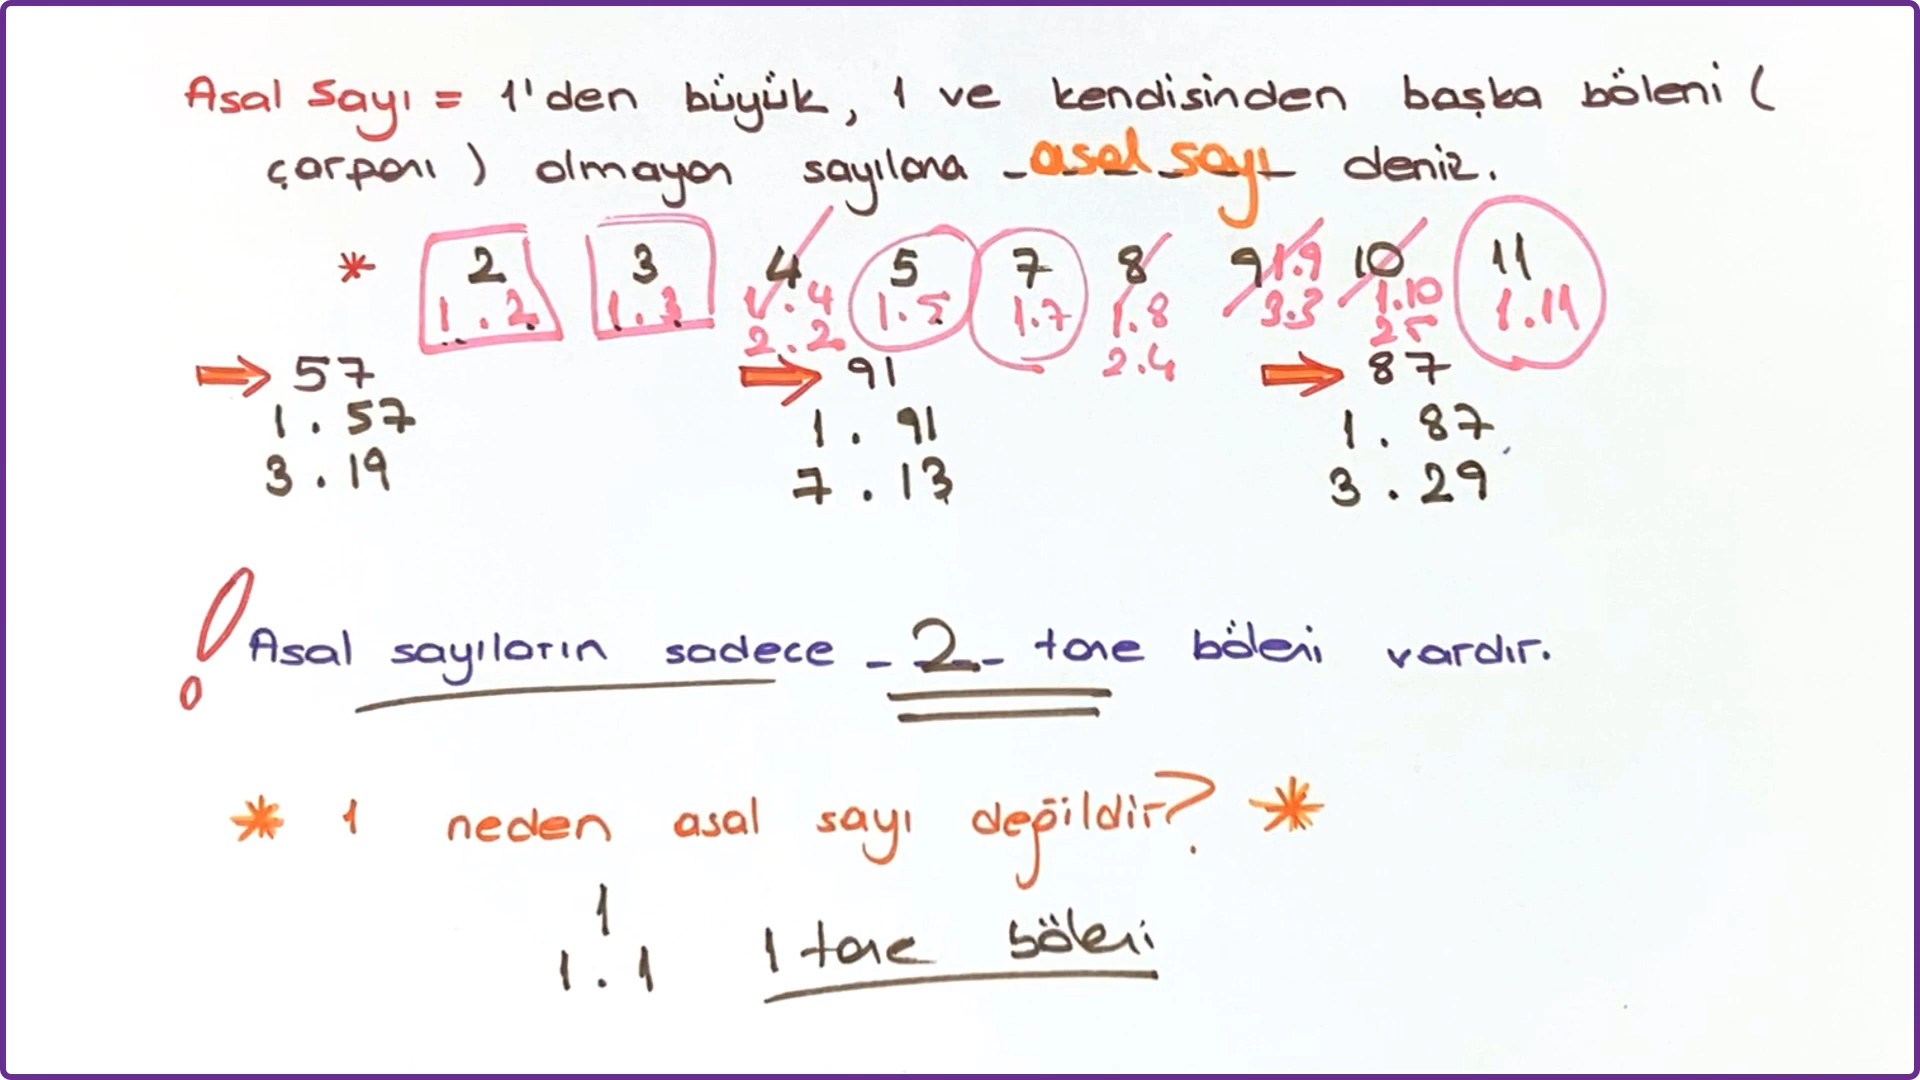 Asal Sayı = 1'den büyük, 1 ve kendisinden başka böleni (
çarpanı) olmayan sayılara asal sayı denir.
* 2 3 4 5 7 8 9 10 11
1.2 1.3 1.4 1.5 1.7 1.8 1.9 1.10 1.11
2.2 2.4 3.3 2.5
57 91 87
1 . 57 1 . 91 1 . 87
3 . 19 7 . 13 3 . 29
! Asal sayıların sadece 2 tane böleni vardır.
* 1 neden asal sayı değildir? *
1
1 . 1 1 tane böleni